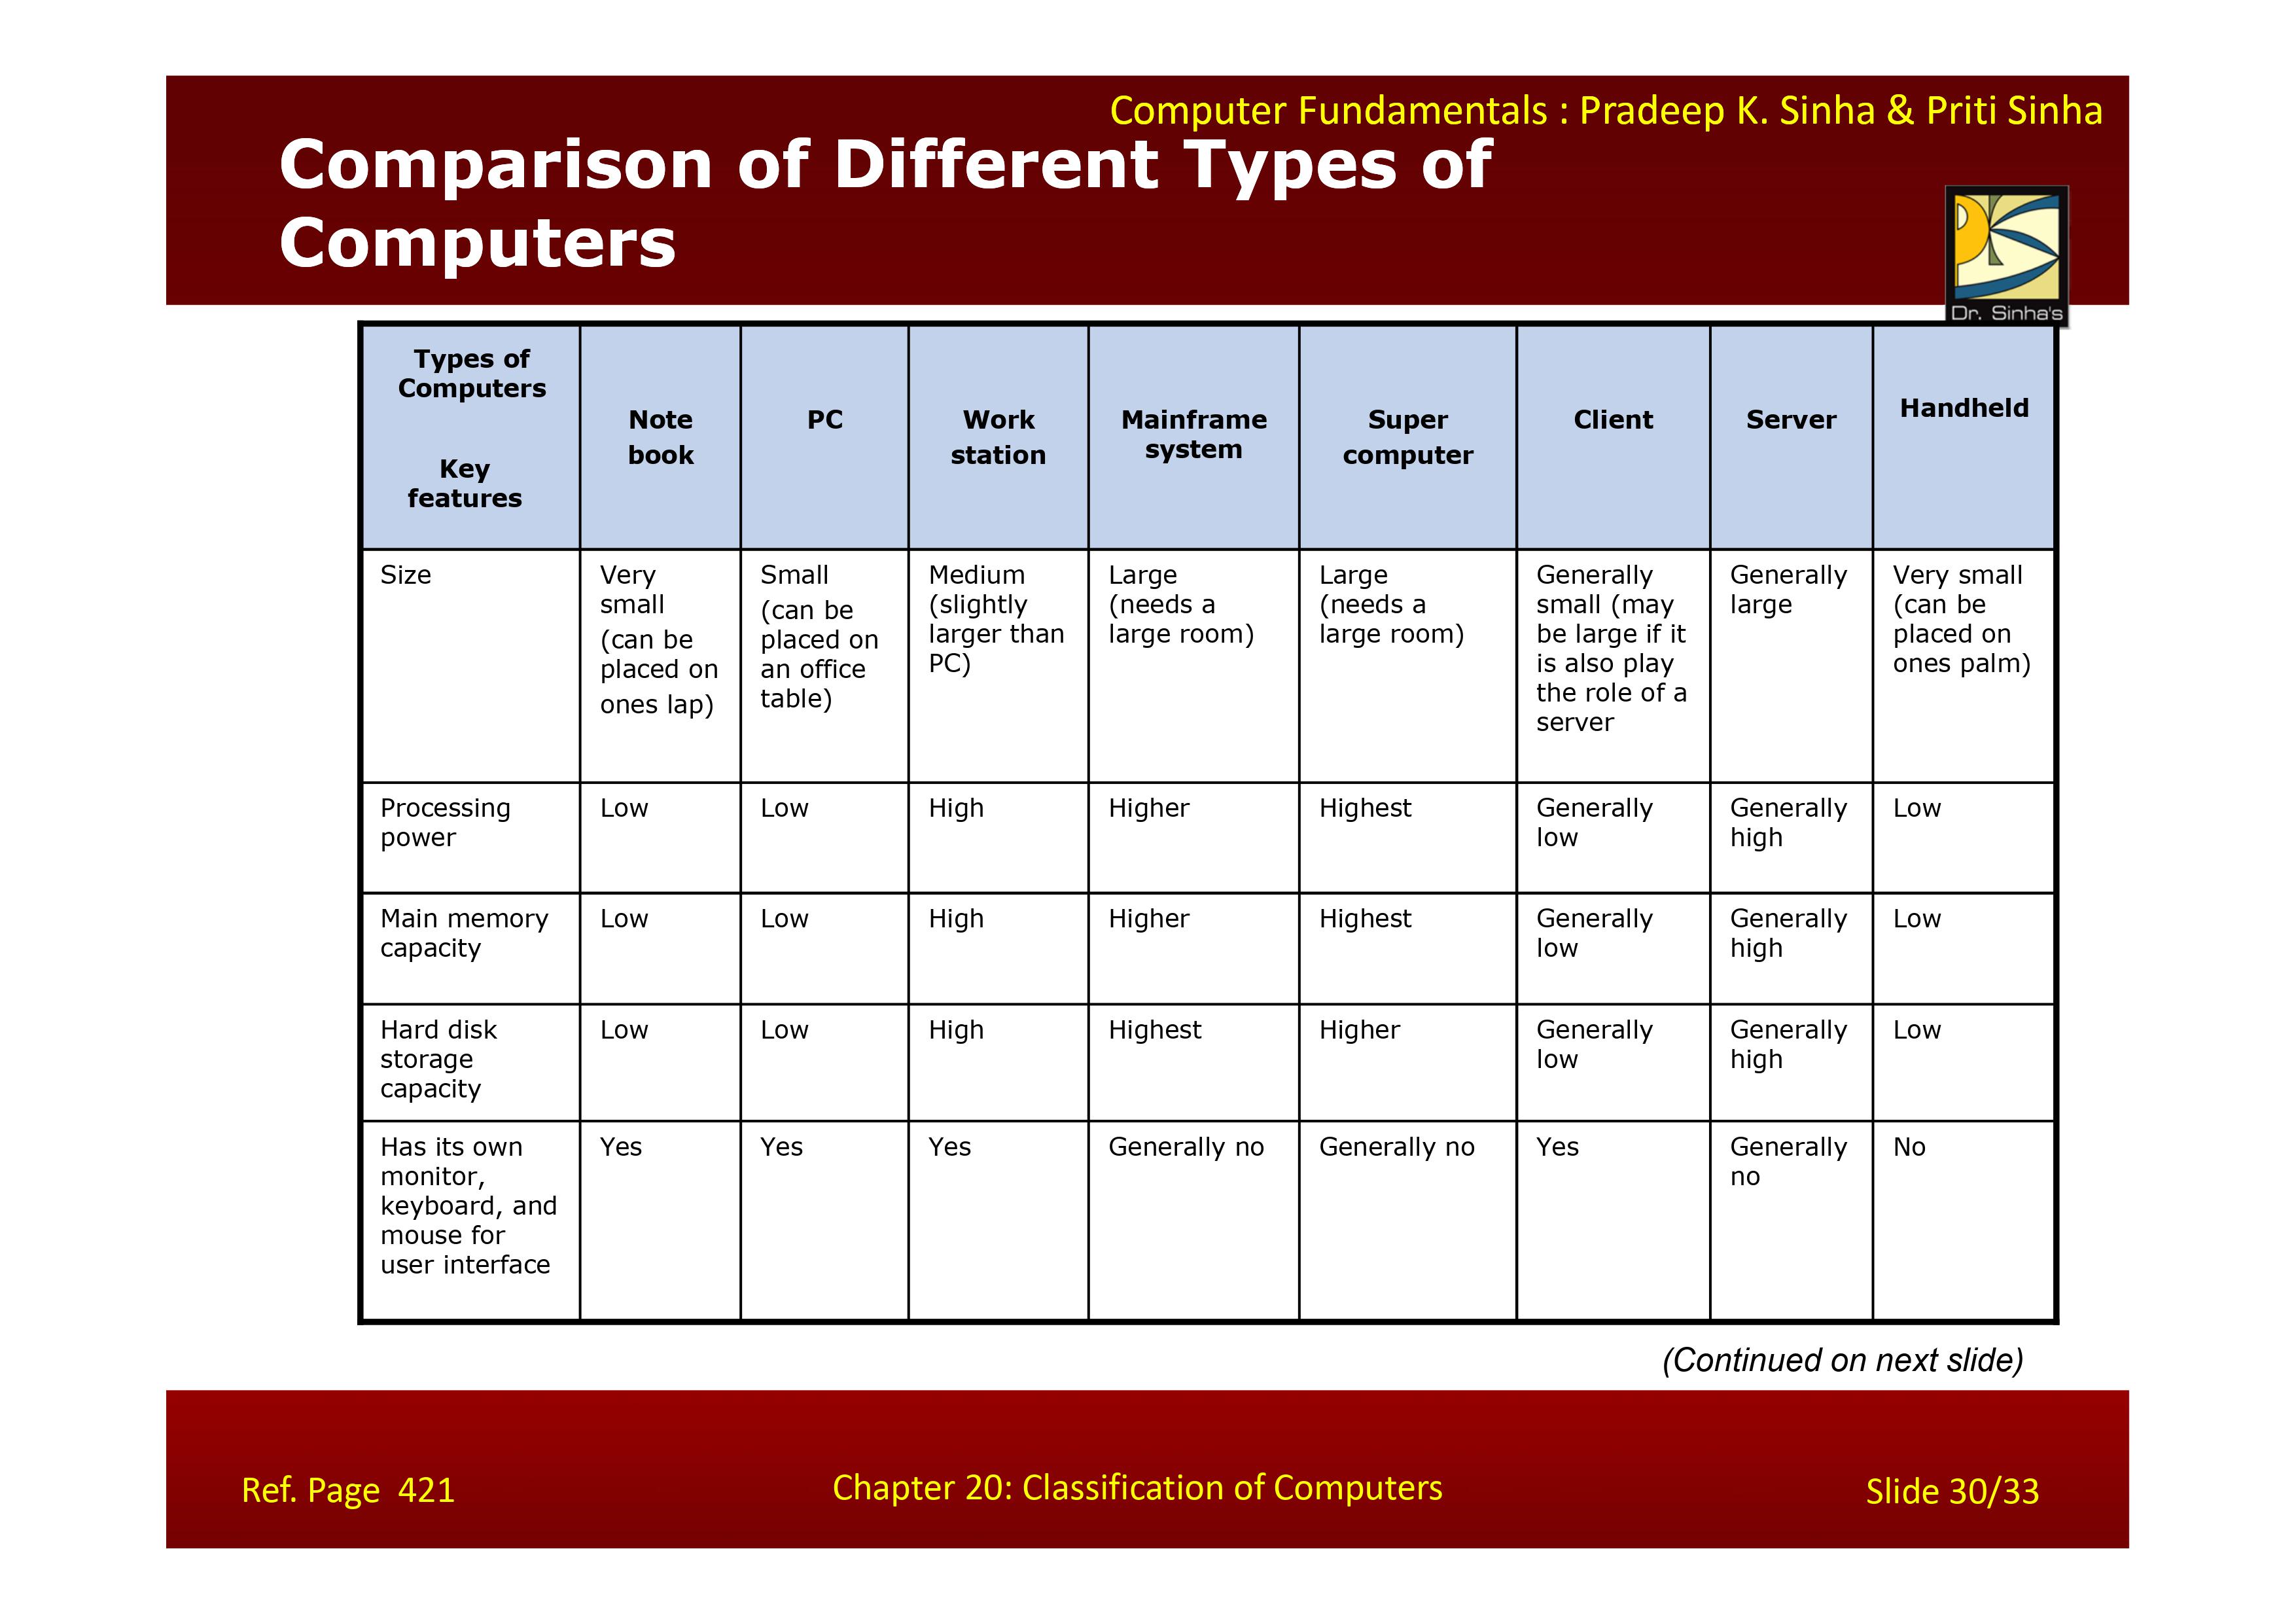 Computer Fundamentals : Pradeep K. Sinha & Priti Sinha
Comparison of Different Types of
Computers
Dr. Sinha's
Types of
Computers
Key
features
Note
book
PC
Work
station
Mainframe
system
Super
computer
Client
Server
Handheld
Size
Very
small
(can be
placed on
ones lap)
Small
(can be
placed on
an office
table)
Medium
(slightly
larger than
PC)
Large
(needs a
large room)
Large
(needs a
large room)
Generally
small (may
be large if it
is also play
the role of a
server
Generally
large
Very small
(can be
placed on
ones palm)
Processing
power
Low
Low
High
Higher
Highest
Generally
low
Generally
high
Low
Main memory
capacity
Low
Low
High
Higher
Highest
Generally
low
Generally
high
Low
Hard disk
storage
capacity
Low
Low
High
Highest
Higher
Generally
low
Generally
high
Low
Has its own
monitor,
keyboard, and
mouse for
user interface
Yes
Yes
Yes
Generally no
Generally no
Yes
Generally
no
No
(Continued on next slide)
Ref. Page 421
Chapter 20: Classification of Computers
Slide 30/33